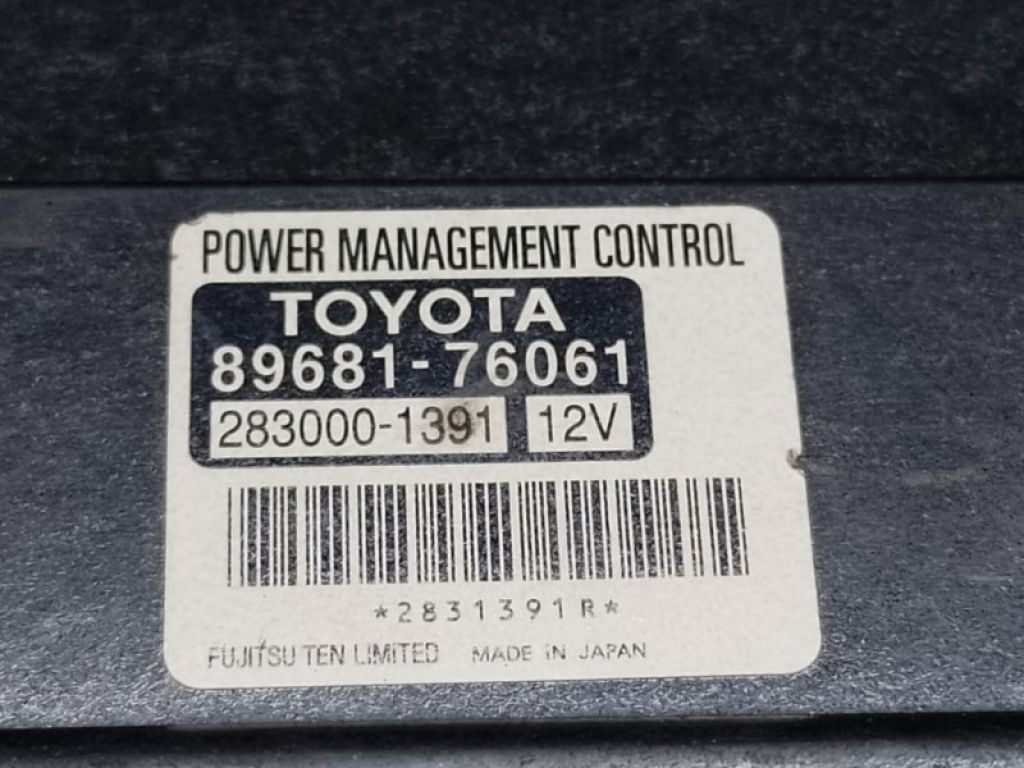 POWER MANAGEMENT CONTROL
TOYOTA
89681-76061
283000-1391 12V
*2831391R*
FUJITSU TEN LIMITED MADE IN JAPAN